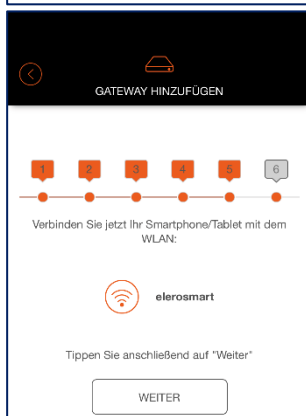 GATEWAY HINZUFÜGEN
1 2 3 4 5 6
Verbinden Sie jetzt Ihr Smartphone/Tablet mit dem
WLAN:
elerosmart
Tippen Sie anschließend auf "Weiter"
WEITER